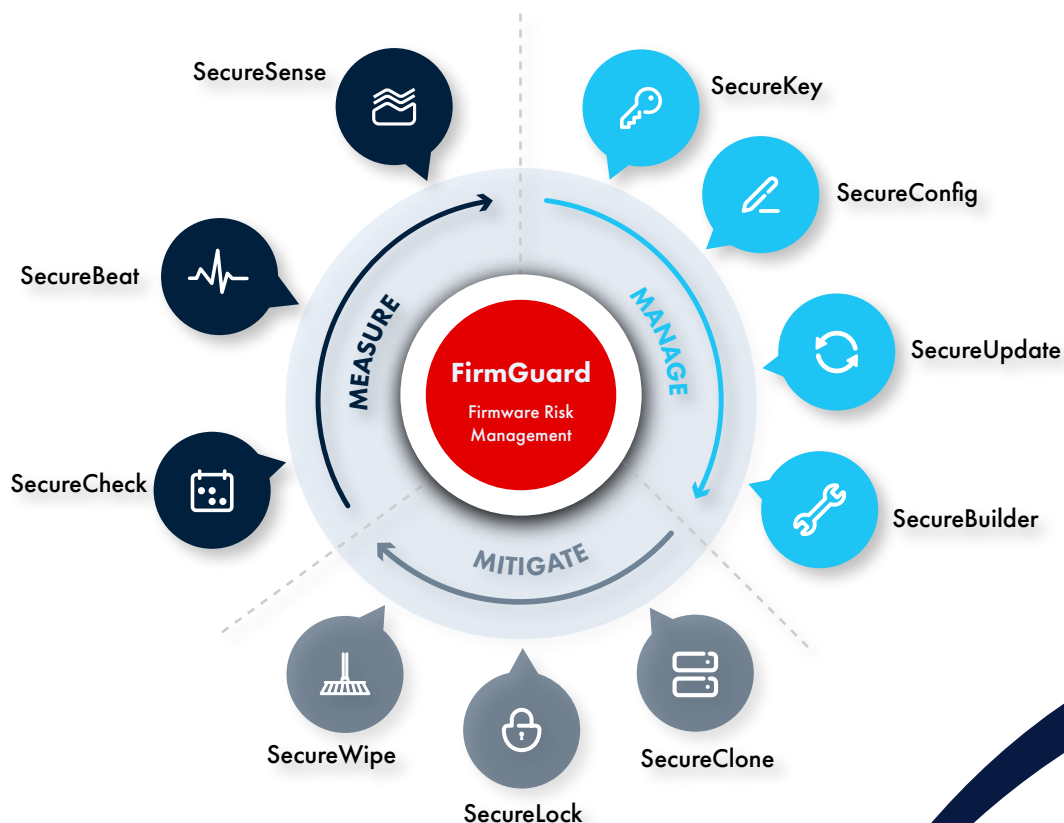 SecureSense
SecureKey
SecureConfig
SecureBeat
MEASURE
MANAGE
SecureUpdate
FirmGuard
Firmware Risk
Management
SecureCheck
SecureBuilder
MITIGATE
SecureWipe
SecureClone
SecureLock